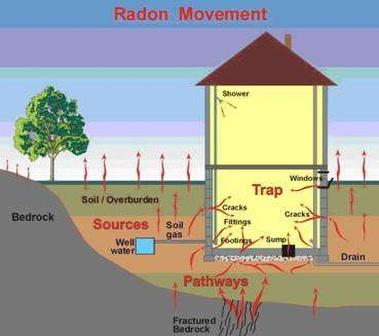 Radon Movement
Shower
Windows
Trap
Soil / Overburden
Cracks
Cracks
Bedrock
Sources
Soil
gas
Fittings
Well
water
Footings
Sump
Drain
Pathways
Fractured
Bedrock